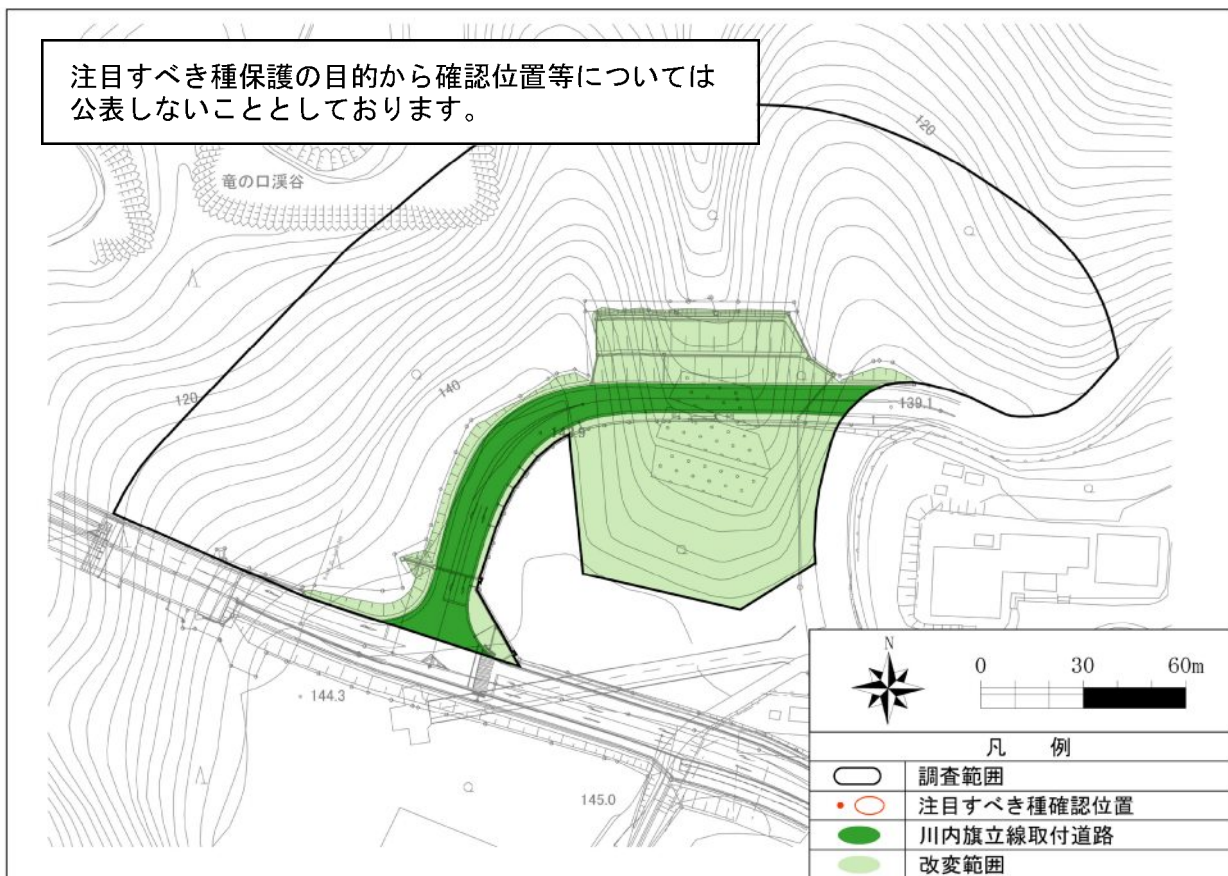 注目すべき種保護の目的から確認位置等については
公表しないこととしております。
120
竜の口渓谷
120
140
139.1
144.3
145.0
N
0 30 60m
凡 例
調査範囲
注目すべき種確認位置
川内旗立線取付道路
改変範囲